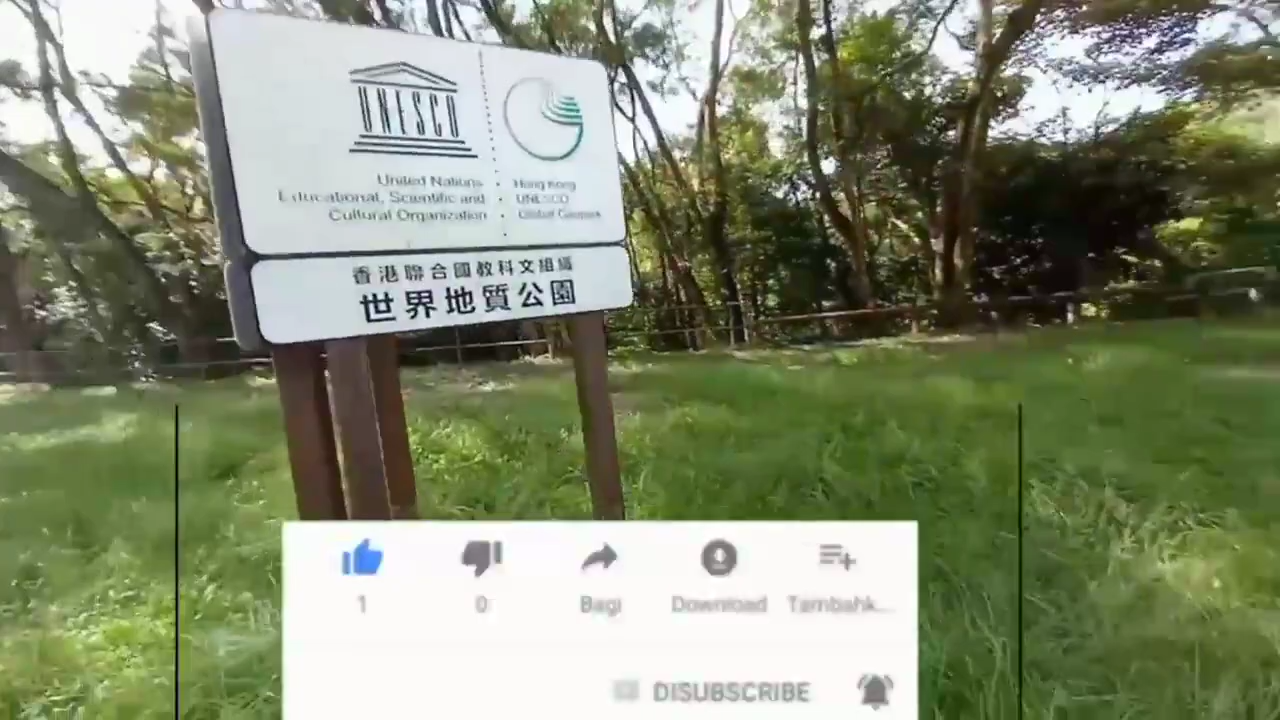 UNESCO
United Nations
Educational, Scientific and
Cultural Organization
Hong Kong
UNESCO
Global Geopark
香港聯合國教科文組織
世界地質公園
1
0
Bagi
Download
Tambahk...
DISUBSCRIBE